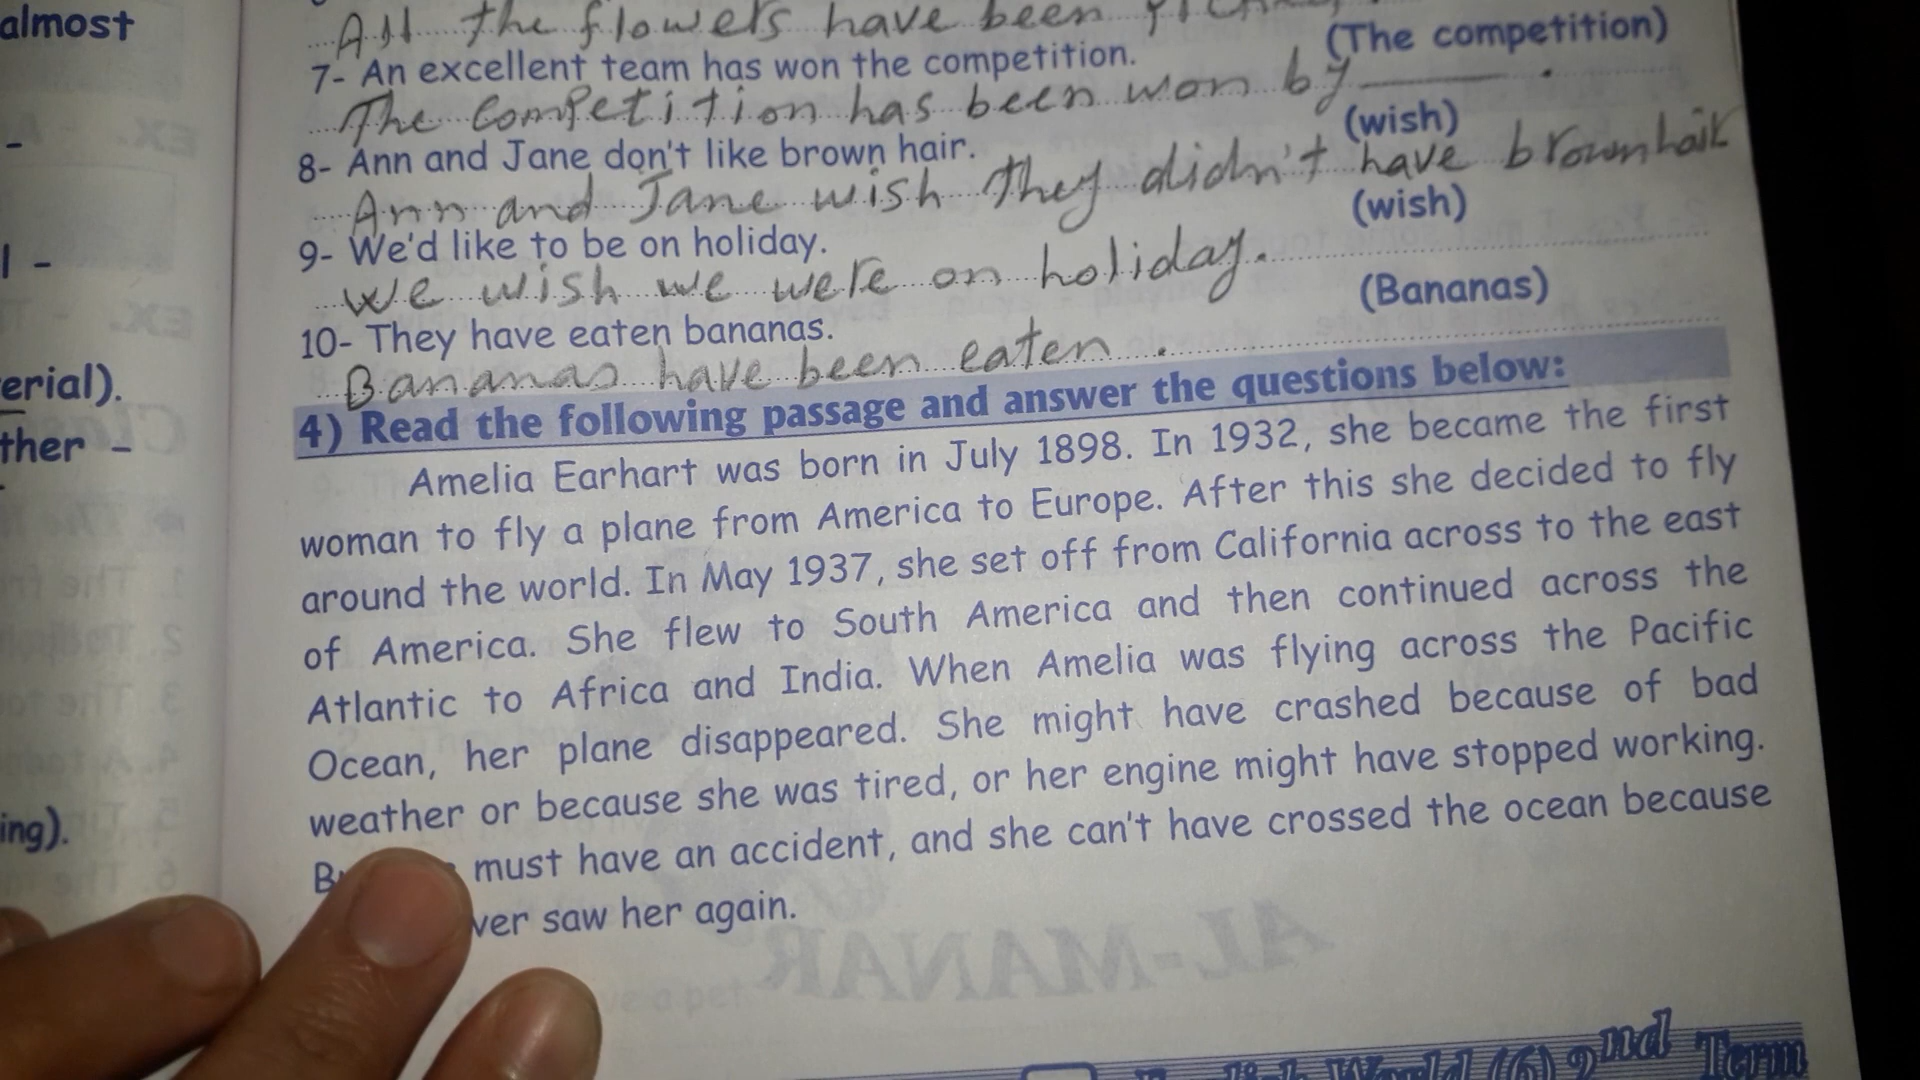 almost
All the flowers have been
(The competition)
7- An excellent team has won the competition.
The competition has been won by ______ .
(wish)
8- Ann and Jane don't like brown hair.
Ann and Jane wish they didn't have brown hair
(wish)
9- We'd like to be on holiday.
We wish we were on holiday.
(Bananas)
10- They have eaten bananas.
Bananas have been eaten .
erial).
ther -
ing).
4) Read the following passage and answer the questions below:
Amelia Earhart was born in July 1898. In 1932, she became the first
woman to fly a plane from America to Europe. After this she decided to fly
around the world. In May 1937, she set off from California across to the east
of America. She flew to South America and then continued across the
Atlantic to Africa and India. When Amelia was flying across the Pacific
Ocean, her plane disappeared. She might have crashed because of bad
weather or because she was tired, or her engine might have stopped working.
must have an accident, and she can't have crossed the ocean because
ver saw her again.
AL-MANAR
World (6) 2nd Term